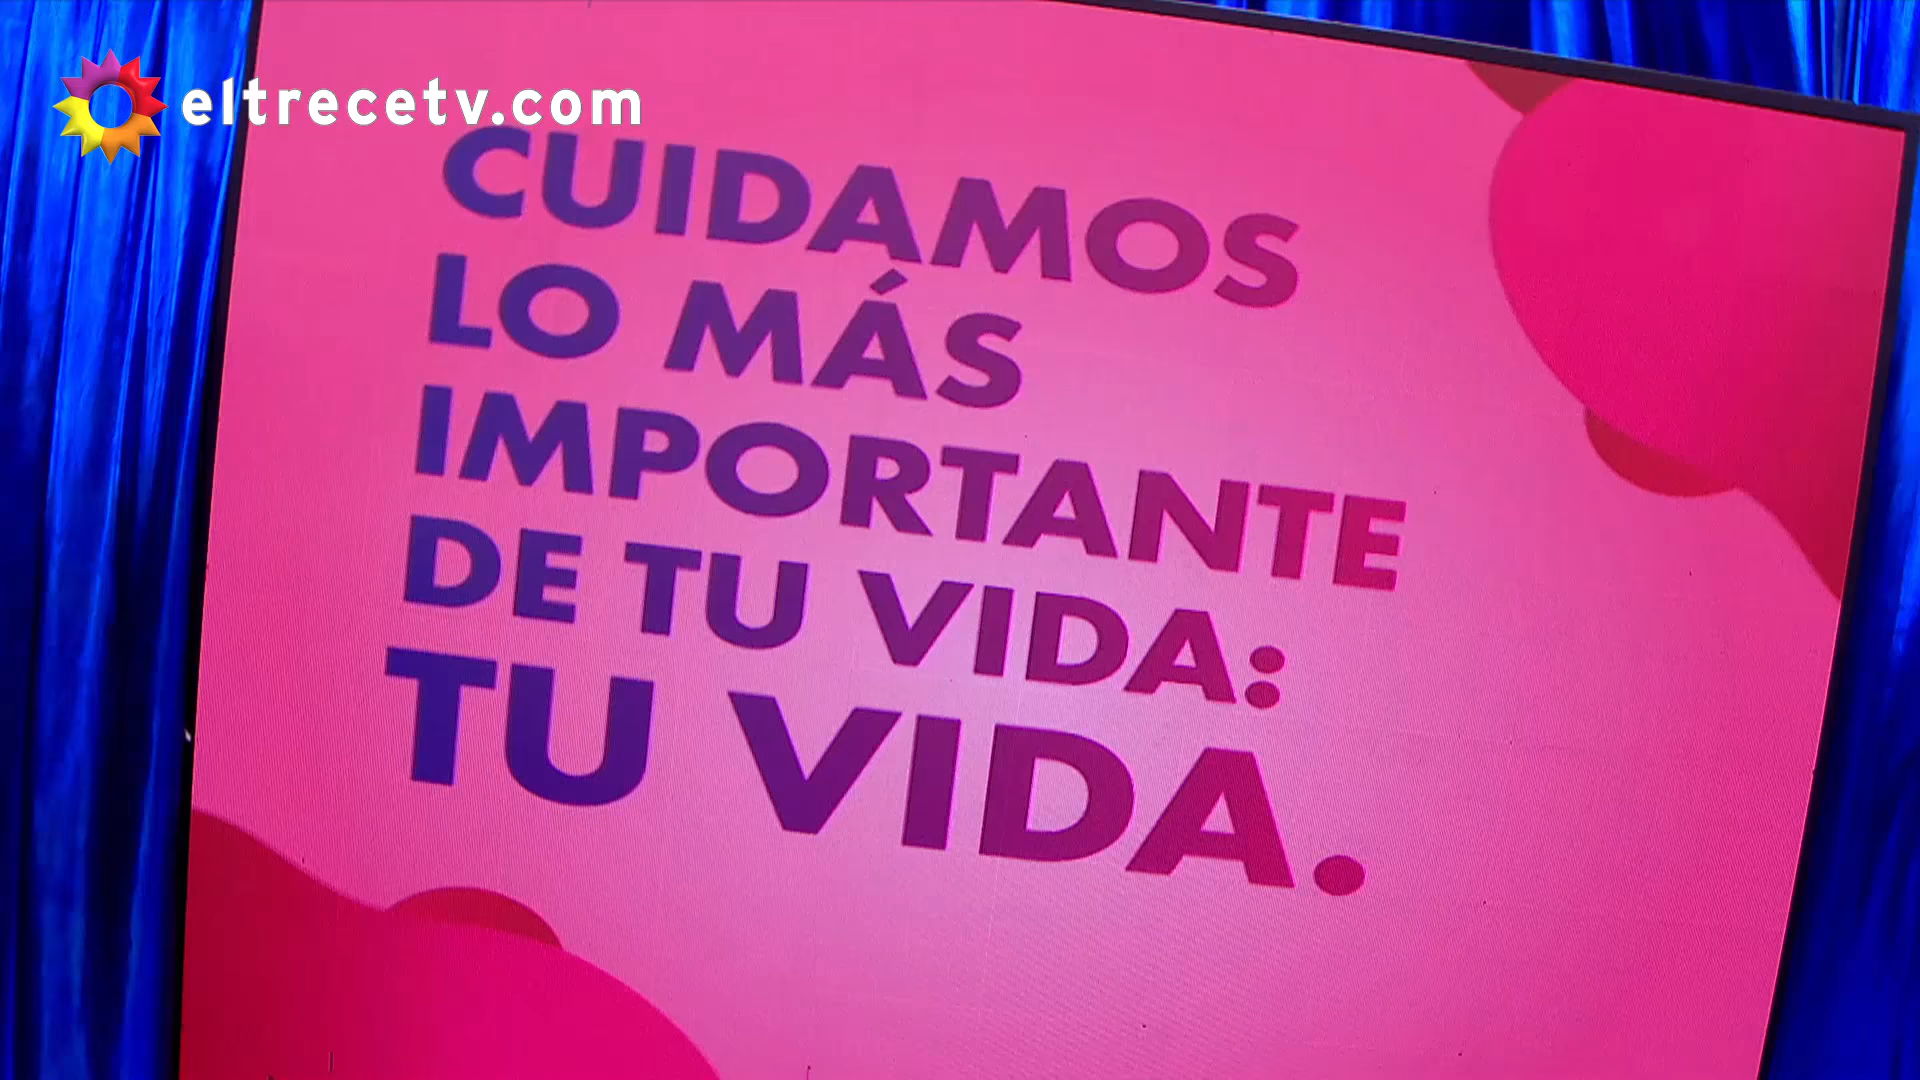 eltrecetv.com
CUIDAMOS
LO MÁS
IMPORTANTE
DE TU VIDA:
TU VIDA.